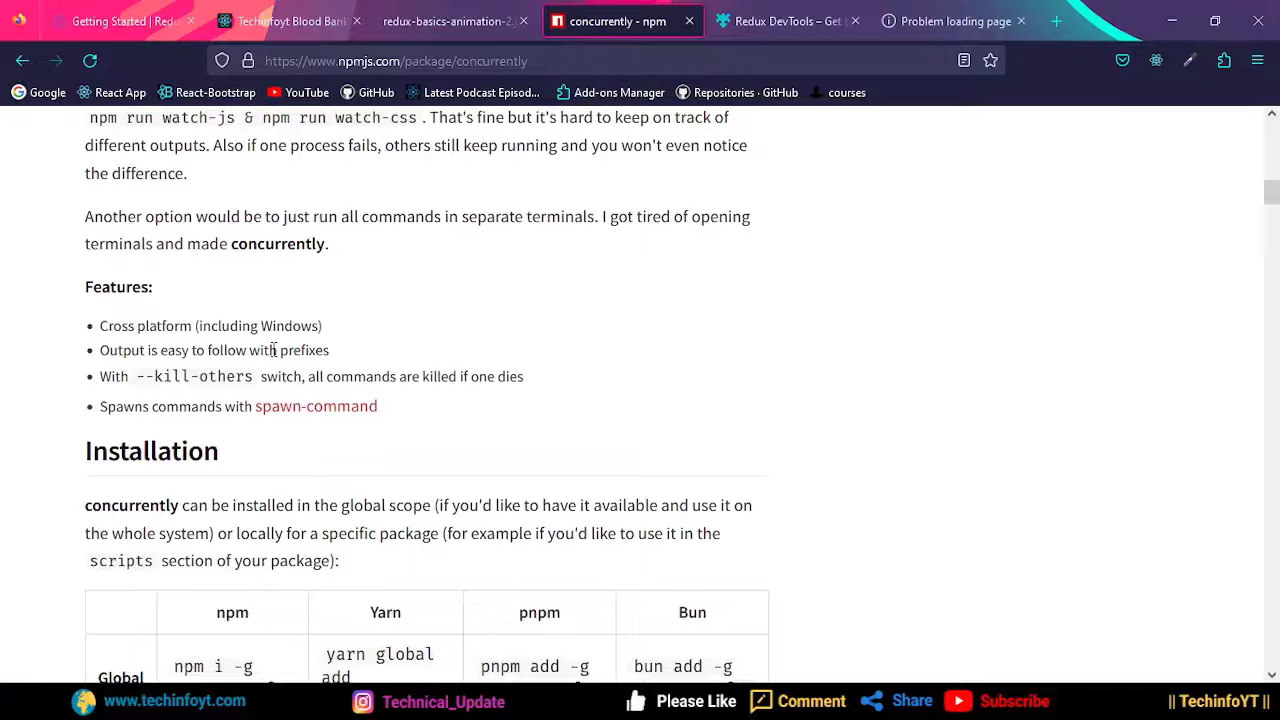 Getting Started | Redu
Techinfoyt Blood Bank
redux-basics-animation-2.
concurrently - npm
Redux DevTools – Get t
Problem loading page
https://www.npmjs.com/package/concurrently
Google
React App
React-Bootstrap
YouTube
GitHub
Latest Podcast Episod...
Add-ons Manager
Repositories · GitHub
courses
npm run watch-js & npm run watch-css . That's fine but it's hard to keep on track of
different outputs. Also if one process fails, others still keep running and you won't even notice
the difference.
Another option would be to just run all commands in separate terminals. I got tired of opening
terminals and made concurrently.
Features:
• Cross platform (including Windows)
• Output is easy to follow with prefixes
• With --kill-others switch, all commands are killed if one dies
• Spawns commands with spawn-command
Installation
concurrently can be installed in the global scope (if you'd like to have it available and use it on
the whole system) or locally for a specific package (for example if you'd like to use it in the
scripts section of your package):
npm Yarn pnpm Bun
Global npm i -g yarn global add pnpm add -g bun add -g
www.techinfoyt.com
Technical_Update
Please Like
Comment
Share
Subscribe
|| TechinfoYT ||